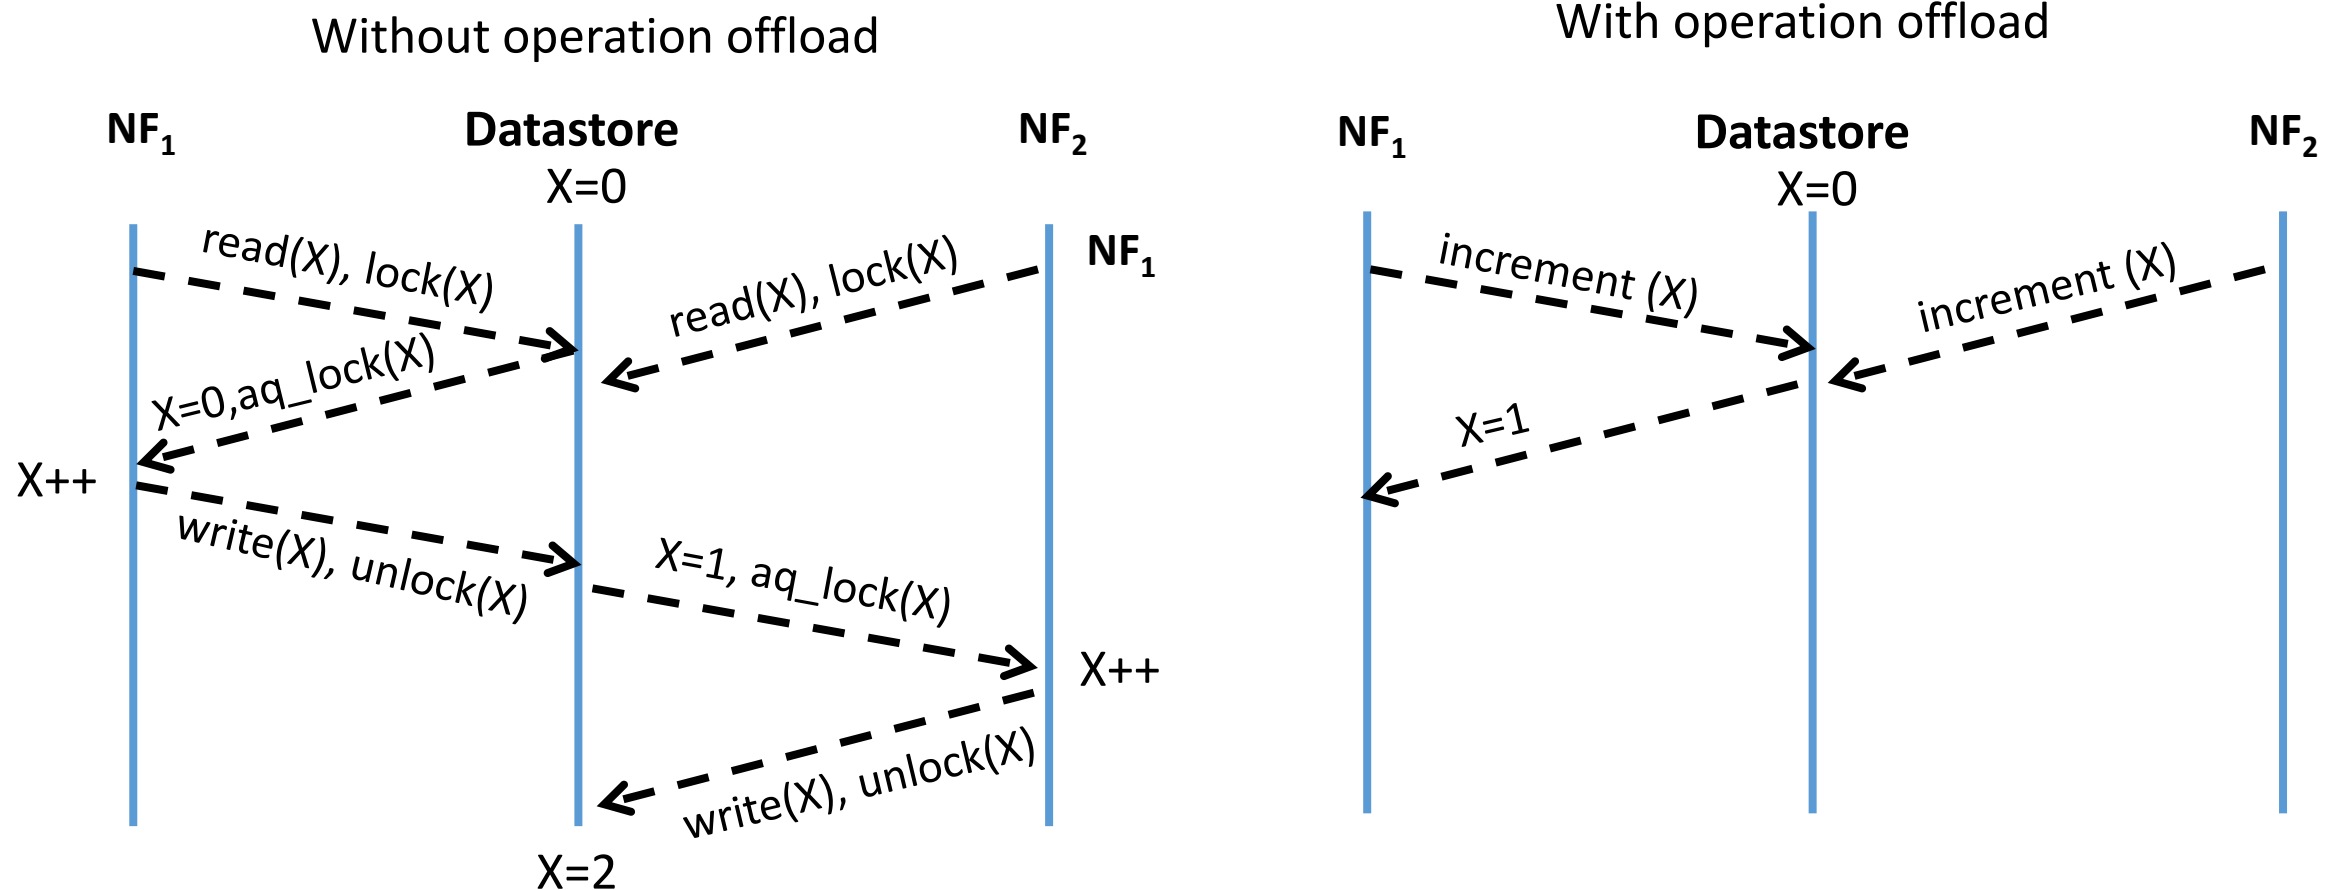 Without operation offload
NF1
Datastore
NF2
X=0
NF1
read(X), lock(X)
read(X), lock(X)
X=0,aq_lock(X)
X++
write(X), unlock(X)
X=1, aq_lock(X)
X++
write(X), unlock(X)
X=2
With operation offload
NF1
Datastore
NF2
X=0
increment (X)
increment (X)
X=1